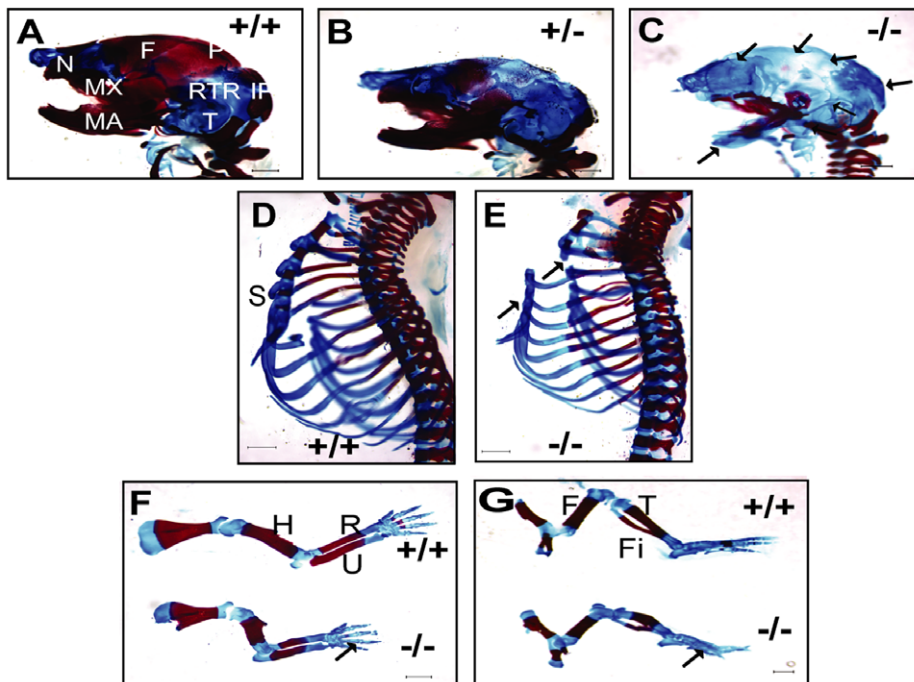 A +/+
N F P
MX RTR IP
MA T
B +/-
C -/-
D
S
+/+
E
-/-
F
H R
U +/+
-/-
G
F T +/+
Fi
-/-